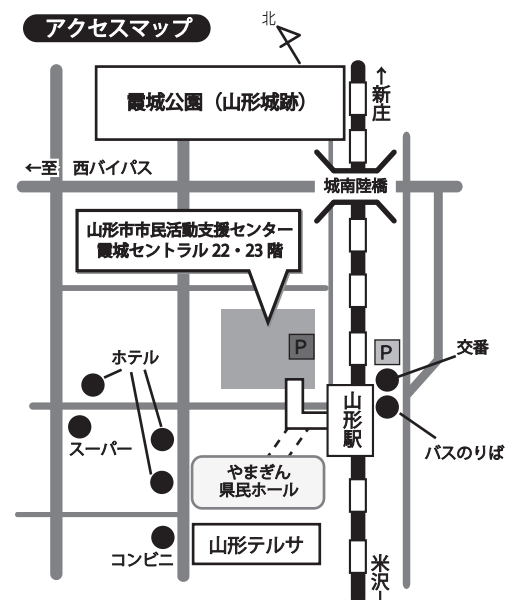 アクセスマップ
北
霞城公園（山形城跡）
↑新庄
←至 西バイパス
城南陸橋
山形市市民活動支援センター
霞城セントラル 22・23 階
P
P
交番
ホテル
山形駅
スーパー
バスのりば
やまぎん
県民ホール
山形テルサ
コンビニ
米沢